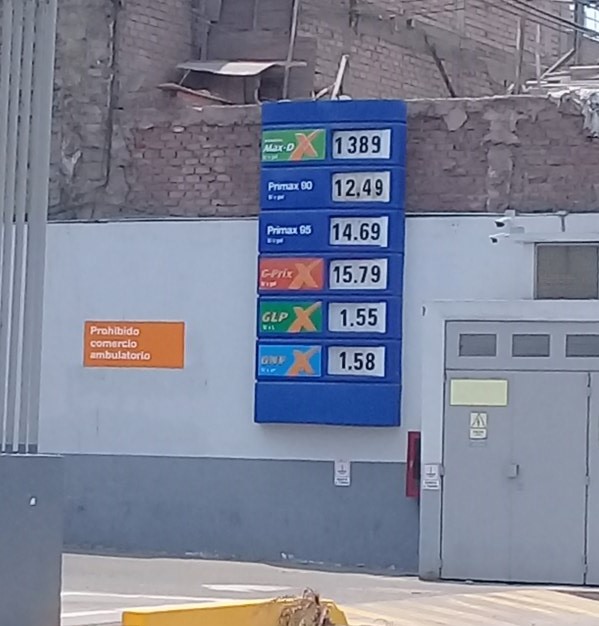 Max-D X 1389
Primax 90 12.49
Primax 95 14.69
G-Prix X 15.79
GLP X 1.55
GNV X 1.58
Prohibido
comercio
ambulatorio